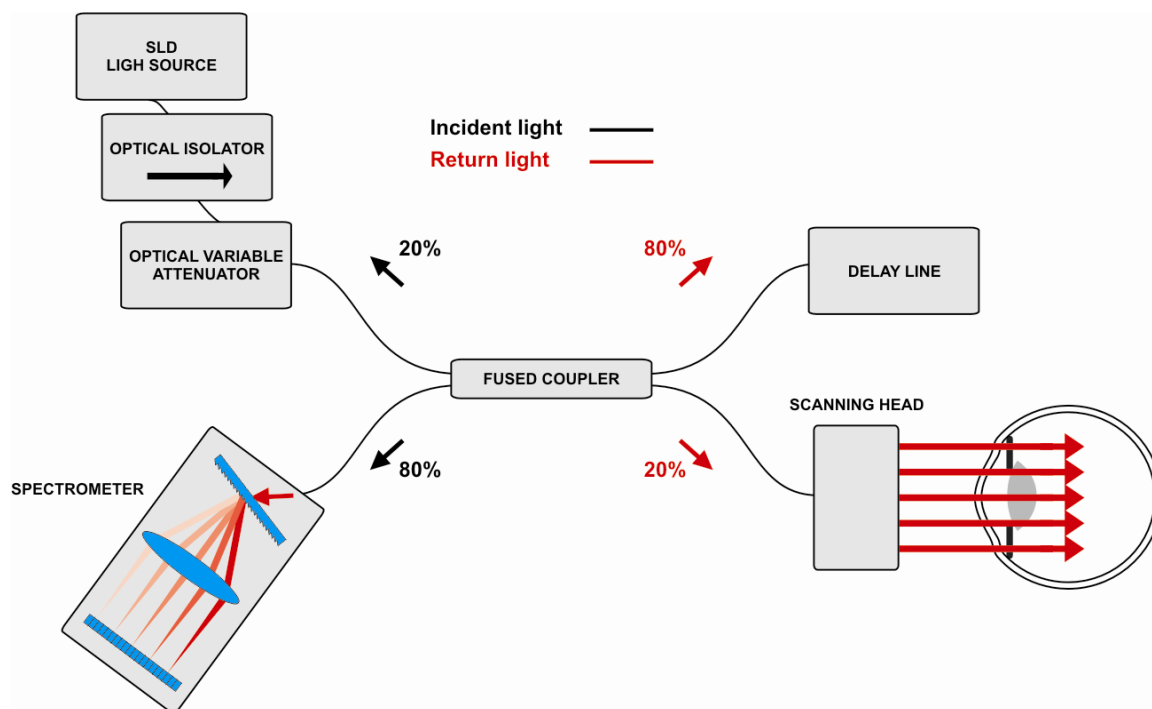 SLD
LIGH SOURCE
OPTICAL ISOLATOR
Incident light
Return light
OPTICAL VARIABLE
ATTENUATOR
20%
80%
DELAY LINE
FUSED COUPLER
SCANNING HEAD
80%
20%
SPECTROMETER